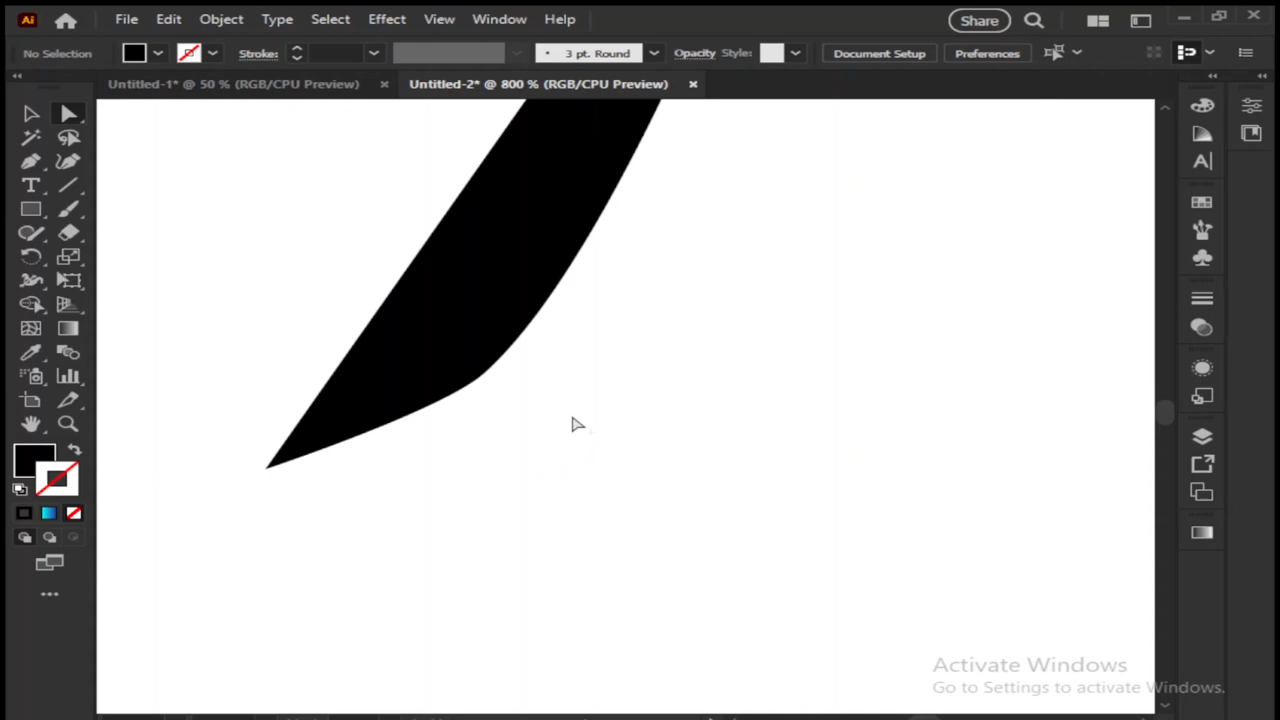 Ai File Edit Object Type Select Effect View Window Help Share
No Selection Stroke: 3 pt. Round Opacity Style: Document Setup Preferences
Untitled-1* @ 50 % (RGB/CPU Preview) × Untitled-2* @ 800 % (RGB/CPU Preview) ×
Activate Windows
Go to Settings to activate Windows.